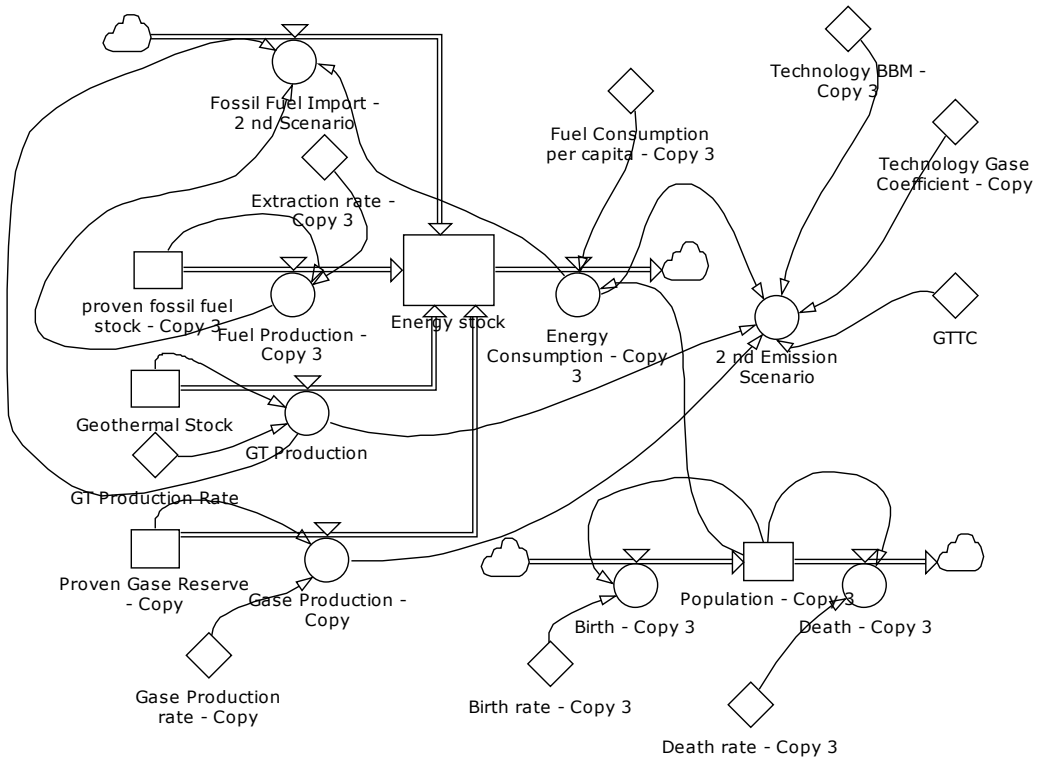 Technology BBM -
Copy 3
Fossil Fuel Import -
2 nd Scenario
Fuel Consumption
per capita - Copy 3
Technology Gase
Coefficient - Copy
Extraction rate -
Copy 3
proven fossil fuel
stock - Copy 3
Fuel Production -
Copy 3
Energy stock
Energy
Consumption - Copy
3
2 nd Emission
Scenario
GTTC
Geothermal Stock
GT Production
GT Production Rate
Proven Gase Reserve
- Copy
Gase Production -
Copy
Population - Copy 3
Birth - Copy 3
Death - Copy 3
Gase Production
rate - Copy
Birth rate - Copy 3
Death rate - Copy 3